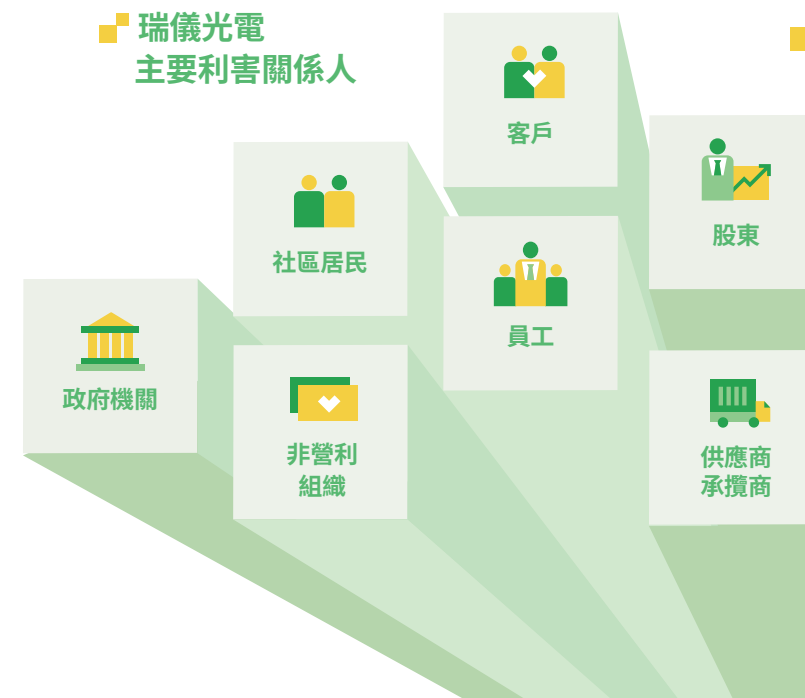 瑞儀光電
主要利害關係人
客戶
股東
社區居民
員工
政府機關
非營利
組織
供應商
承攬商